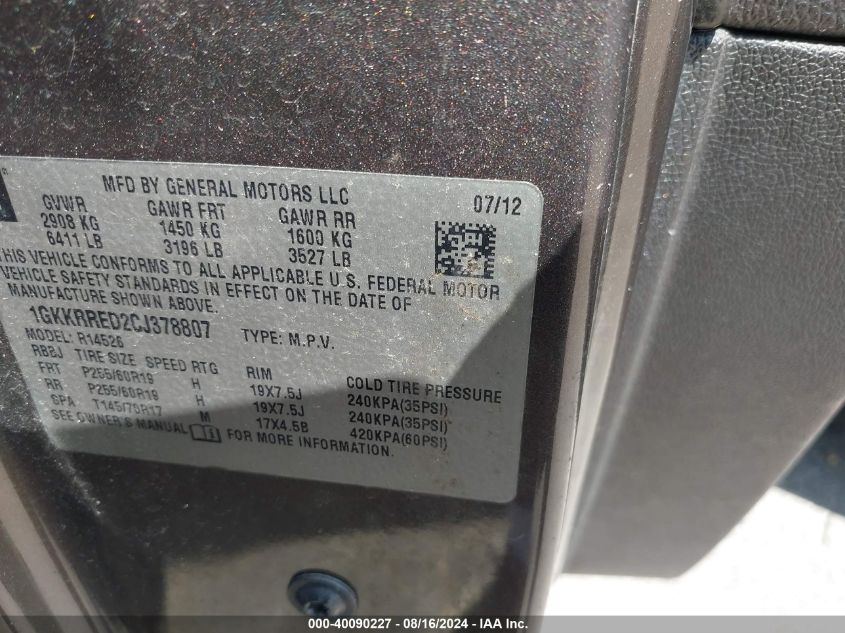 MFD BY GENERAL MOTORS LLC 07/12
GVWR GAWR FRT GAWR RR
2908 KG 1450 KG 1600 KG
6411 LB 3196 LB 3527 LB
THIS VEHICLE CONFORMS TO ALL APPLICABLE U.S. FEDERAL MOTOR
VEHICLE SAFETY STANDARDS IN EFFECT ON THE DATE OF
MANUFACTURE SHOWN ABOVE.
1GKKRRED2CJ378807 TYPE: M.P.V.
MODEL: R14526
RBBJ TIRE SIZE SPEED RTG RIM COLD TIRE PRESSURE
FRT P255/60R19 H 19X7.5J 240KPA(35PSI)
RR P255/60R19 H 19X7.5J 240KPA(35PSI)
SPA T145/70R17 M 17X4.5B 420KPA(60PSI)
SEE OWNER'S MANUAL FOR MORE INFORMATION.
000-40090227 - 08/16/2024 - IAA Inc.